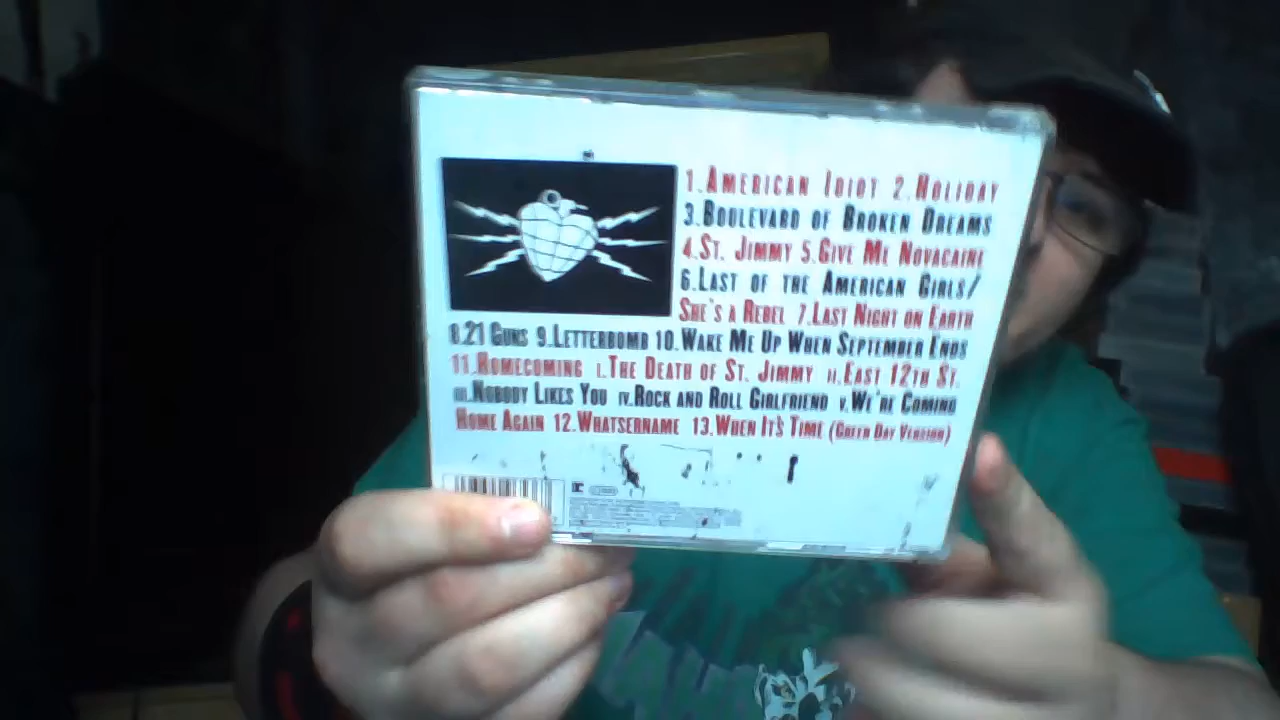 1.AMERICAN IDIOT 2.HOLIDAY
3.BOULEVARD OF BROKEN DREAMS
4.ST. JIMMY 5.GIVE ME NOVACAINE
6.LAST OF THE AMERICAN GIRLS/
SHE'S A REBEL 7.LAST NIGHT ON EARTH
8.21 GUNS 9.LETTERBOMB 10.WAKE ME UP WHEN SEPTEMBER ENDS
11.HOMECOMING I.THE DEATH OF ST. JIMMY II.EAST 12TH ST.
III.NOBODY LIKES YOU IV.ROCK AND ROLL GIRLFRIEND V.WE'RE COMING
HOME AGAIN 12.WHATSERNAME 13.WHEN IT'S TIME (GREEN DAY VERSION)